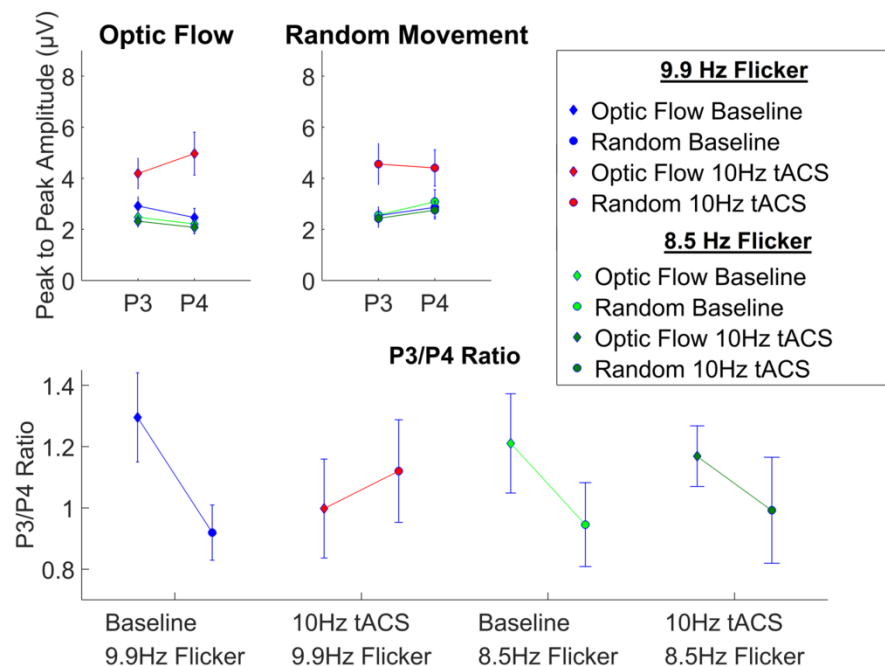 Optic Flow
Random Movement
Peak to Peak Amplitude (µV)
8
6
4
2
0
P3
P4
8
6
4
2
0
P3
P4
9.9 Hz Flicker
Optic Flow Baseline
Random Baseline
Optic Flow 10Hz tACS
Random 10Hz tACS
8.5 Hz Flicker
Optic Flow Baseline
Random Baseline
Optic Flow 10Hz tACS
Random 10Hz tACS
P3/P4 Ratio
P3/P4 Ratio
1.4
1.2
1
0.8
Baseline
9.9Hz Flicker
10Hz tACS
9.9Hz Flicker
Baseline
8.5Hz Flicker
10Hz tACS
8.5Hz Flicker